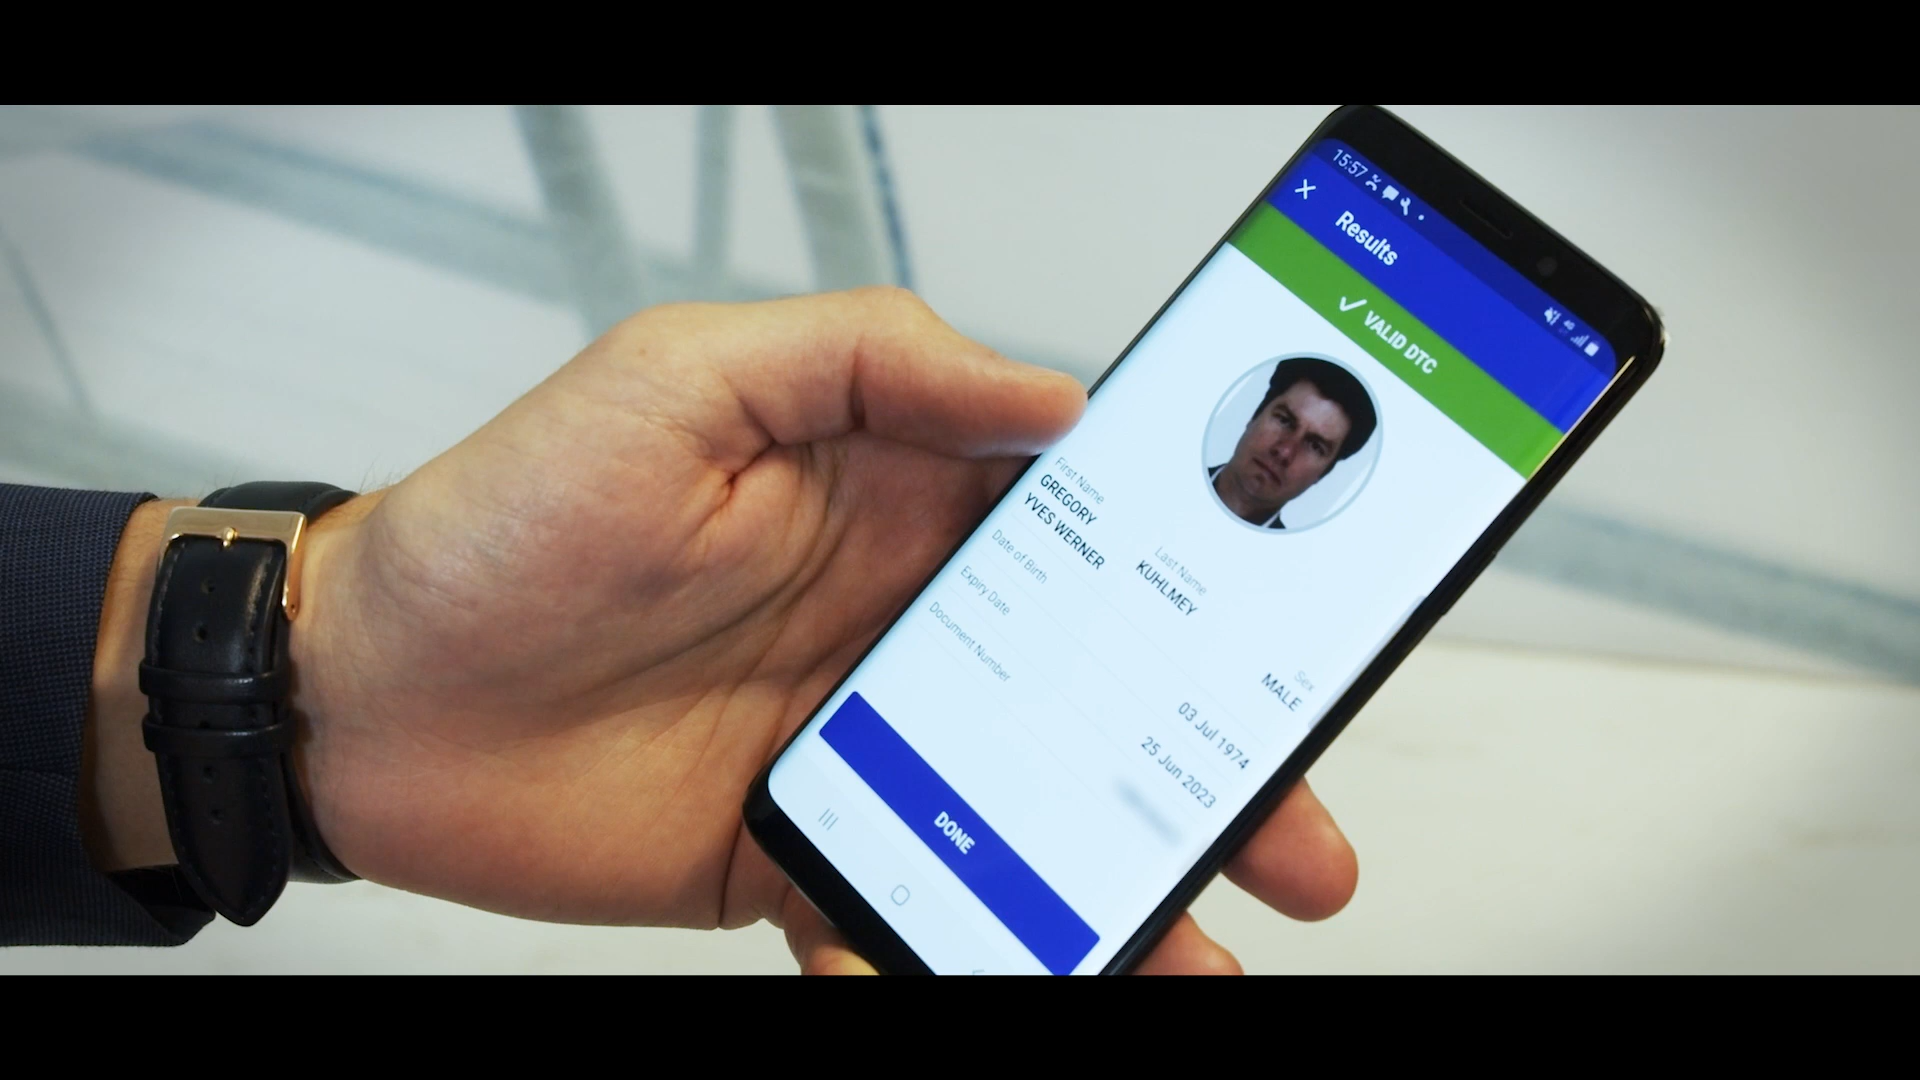 15:57
Results
VALID DTC
First Name
GREGORY
YVES WERNER
Last Name
KUHLMEY
Sex
MALE
Date of Birth
03 Jul 1974
Expiry Date
25 Jun 2023
Document Number
DONE